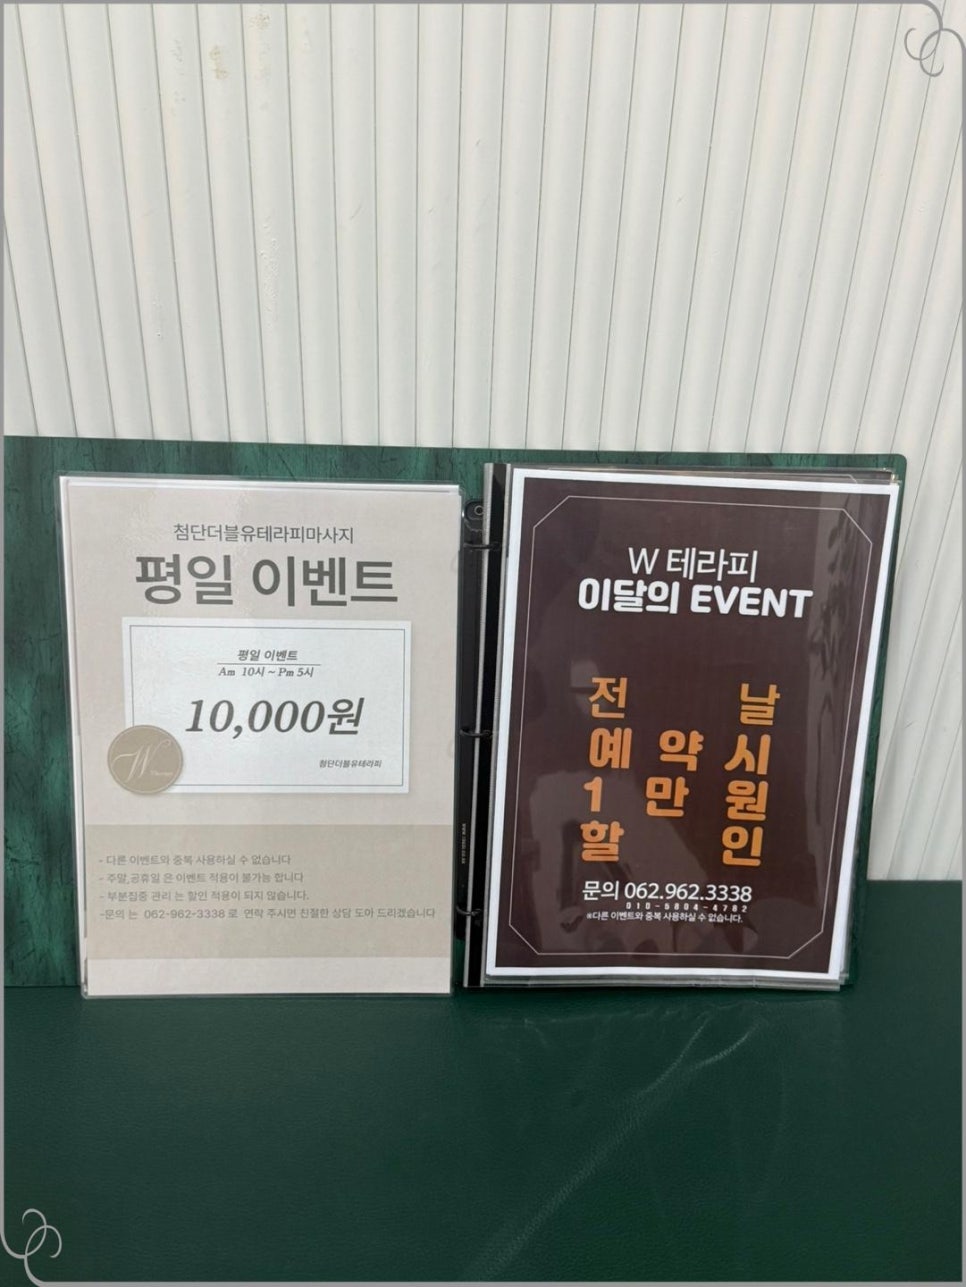 첨단더블유테라피마사지
평일 이벤트
평일 이벤트
Am 10시 ~ Pm 5시
10,000원
첨단더블유테라피
W
- 다른 이벤트와 중복 사용하실 수 없습니다
- 주말,공휴일 은 이벤트 적용이 불가능 합니다
- 부분집중 관리 는 할인 적용이 되지 않습니다.
-문의 는 062-962-3338 로 연락 주시면 친절한 상담 도아 드리겠습니다
W 테라피
이달의 EVENT
전 날
예 약 시
1 만 원
할 인
문의 062.962.3338
010-5804-4782
※다른 이벤트와 중복 사용하실 수 없습니다.